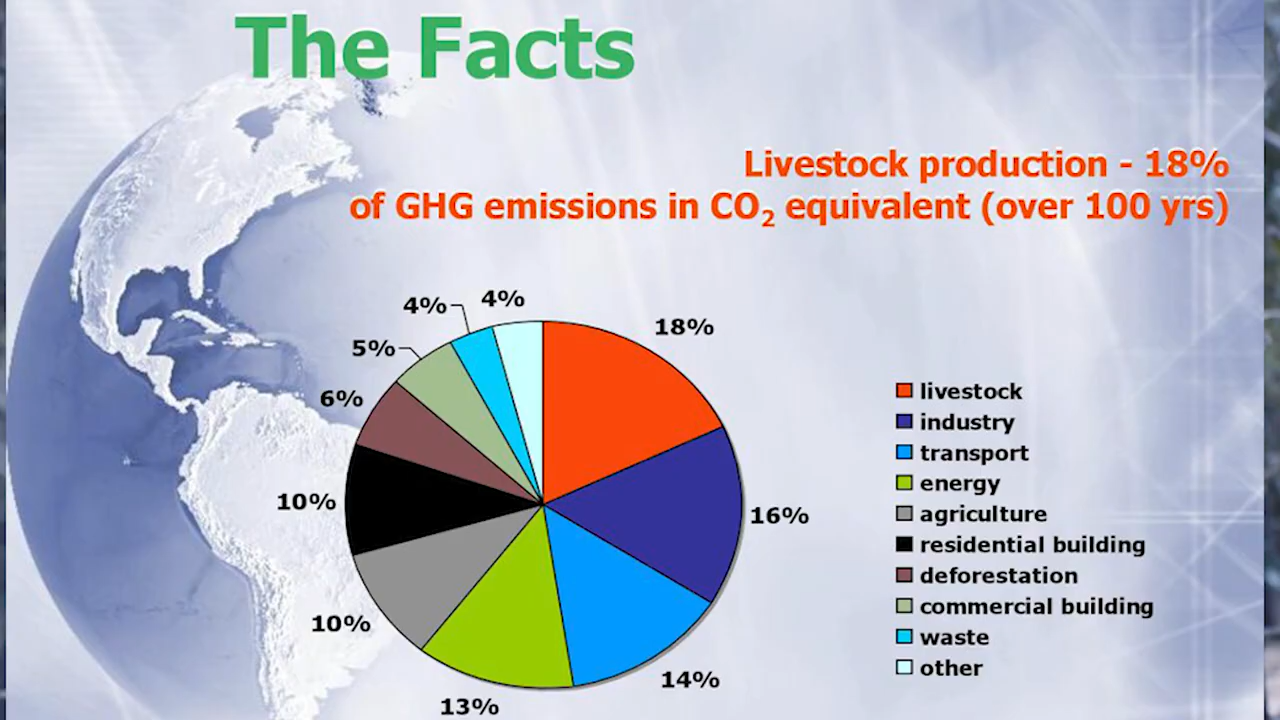 The Facts
Livestock production - 18%
of GHG emissions in CO₂ equivalent (over 100 yrs)
4%
4%
18%
5%
6%
10%
16%
10%
14%
13%
livestock
industry
transport
energy
agriculture
residential building
deforestation
commercial building
waste
other